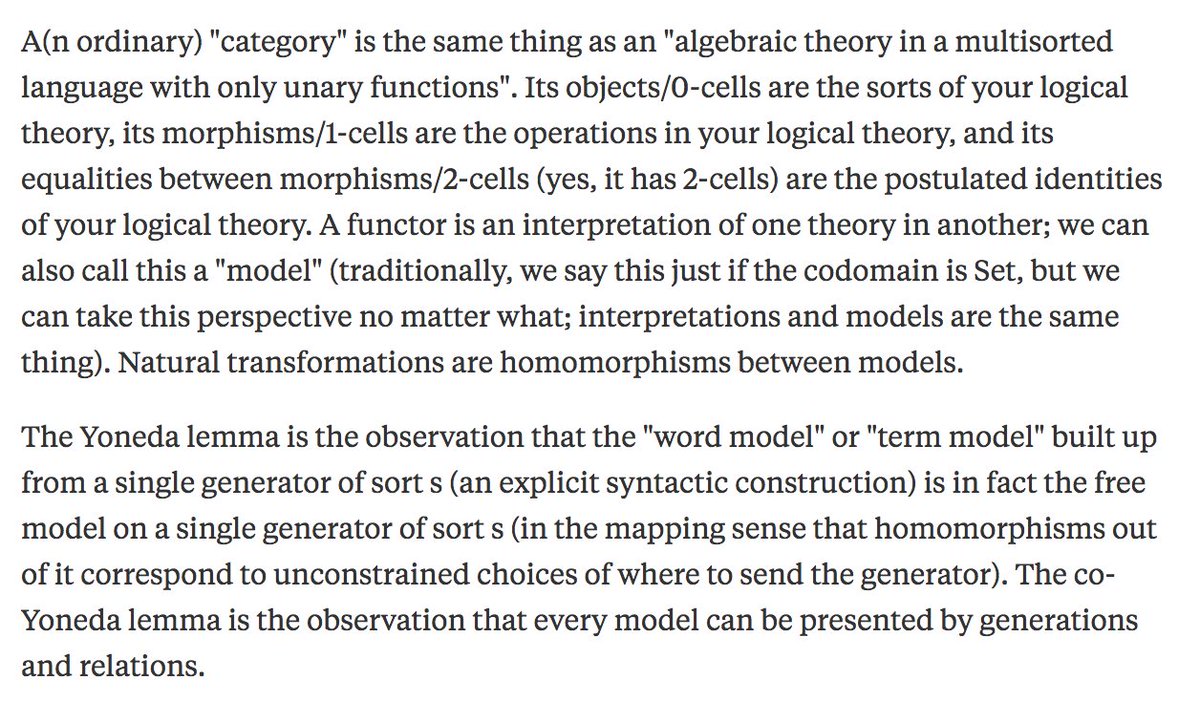 A(n ordinary) "category" is the same thing as an "algebraic theory in a multisorted
language with only unary functions". Its objects/0-cells are the sorts of your logical
theory, its morphisms/1-cells are the operations in your logical theory, and its
equalities between morphisms/2-cells (yes, it has 2-cells) are the postulated identities
of your logical theory. A functor is an interpretation of one theory in another; we can
also call this a "model" (traditionally, we say this just if the codomain is Set, but we
can take this perspective no matter what; interpretations and models are the same
thing). Natural transformations are homomorphisms between models.
The Yoneda lemma is the observation that the "word model" or "term model" built up
from a single generator of sort s (an explicit syntactic construction) is in fact the free
model on a single generator of sort s (in the mapping sense that homomorphisms out
of it correspond to unconstrained choices of where to send the generator). The co-
Yoneda lemma is the observation that every model can be presented by generations
and relations.